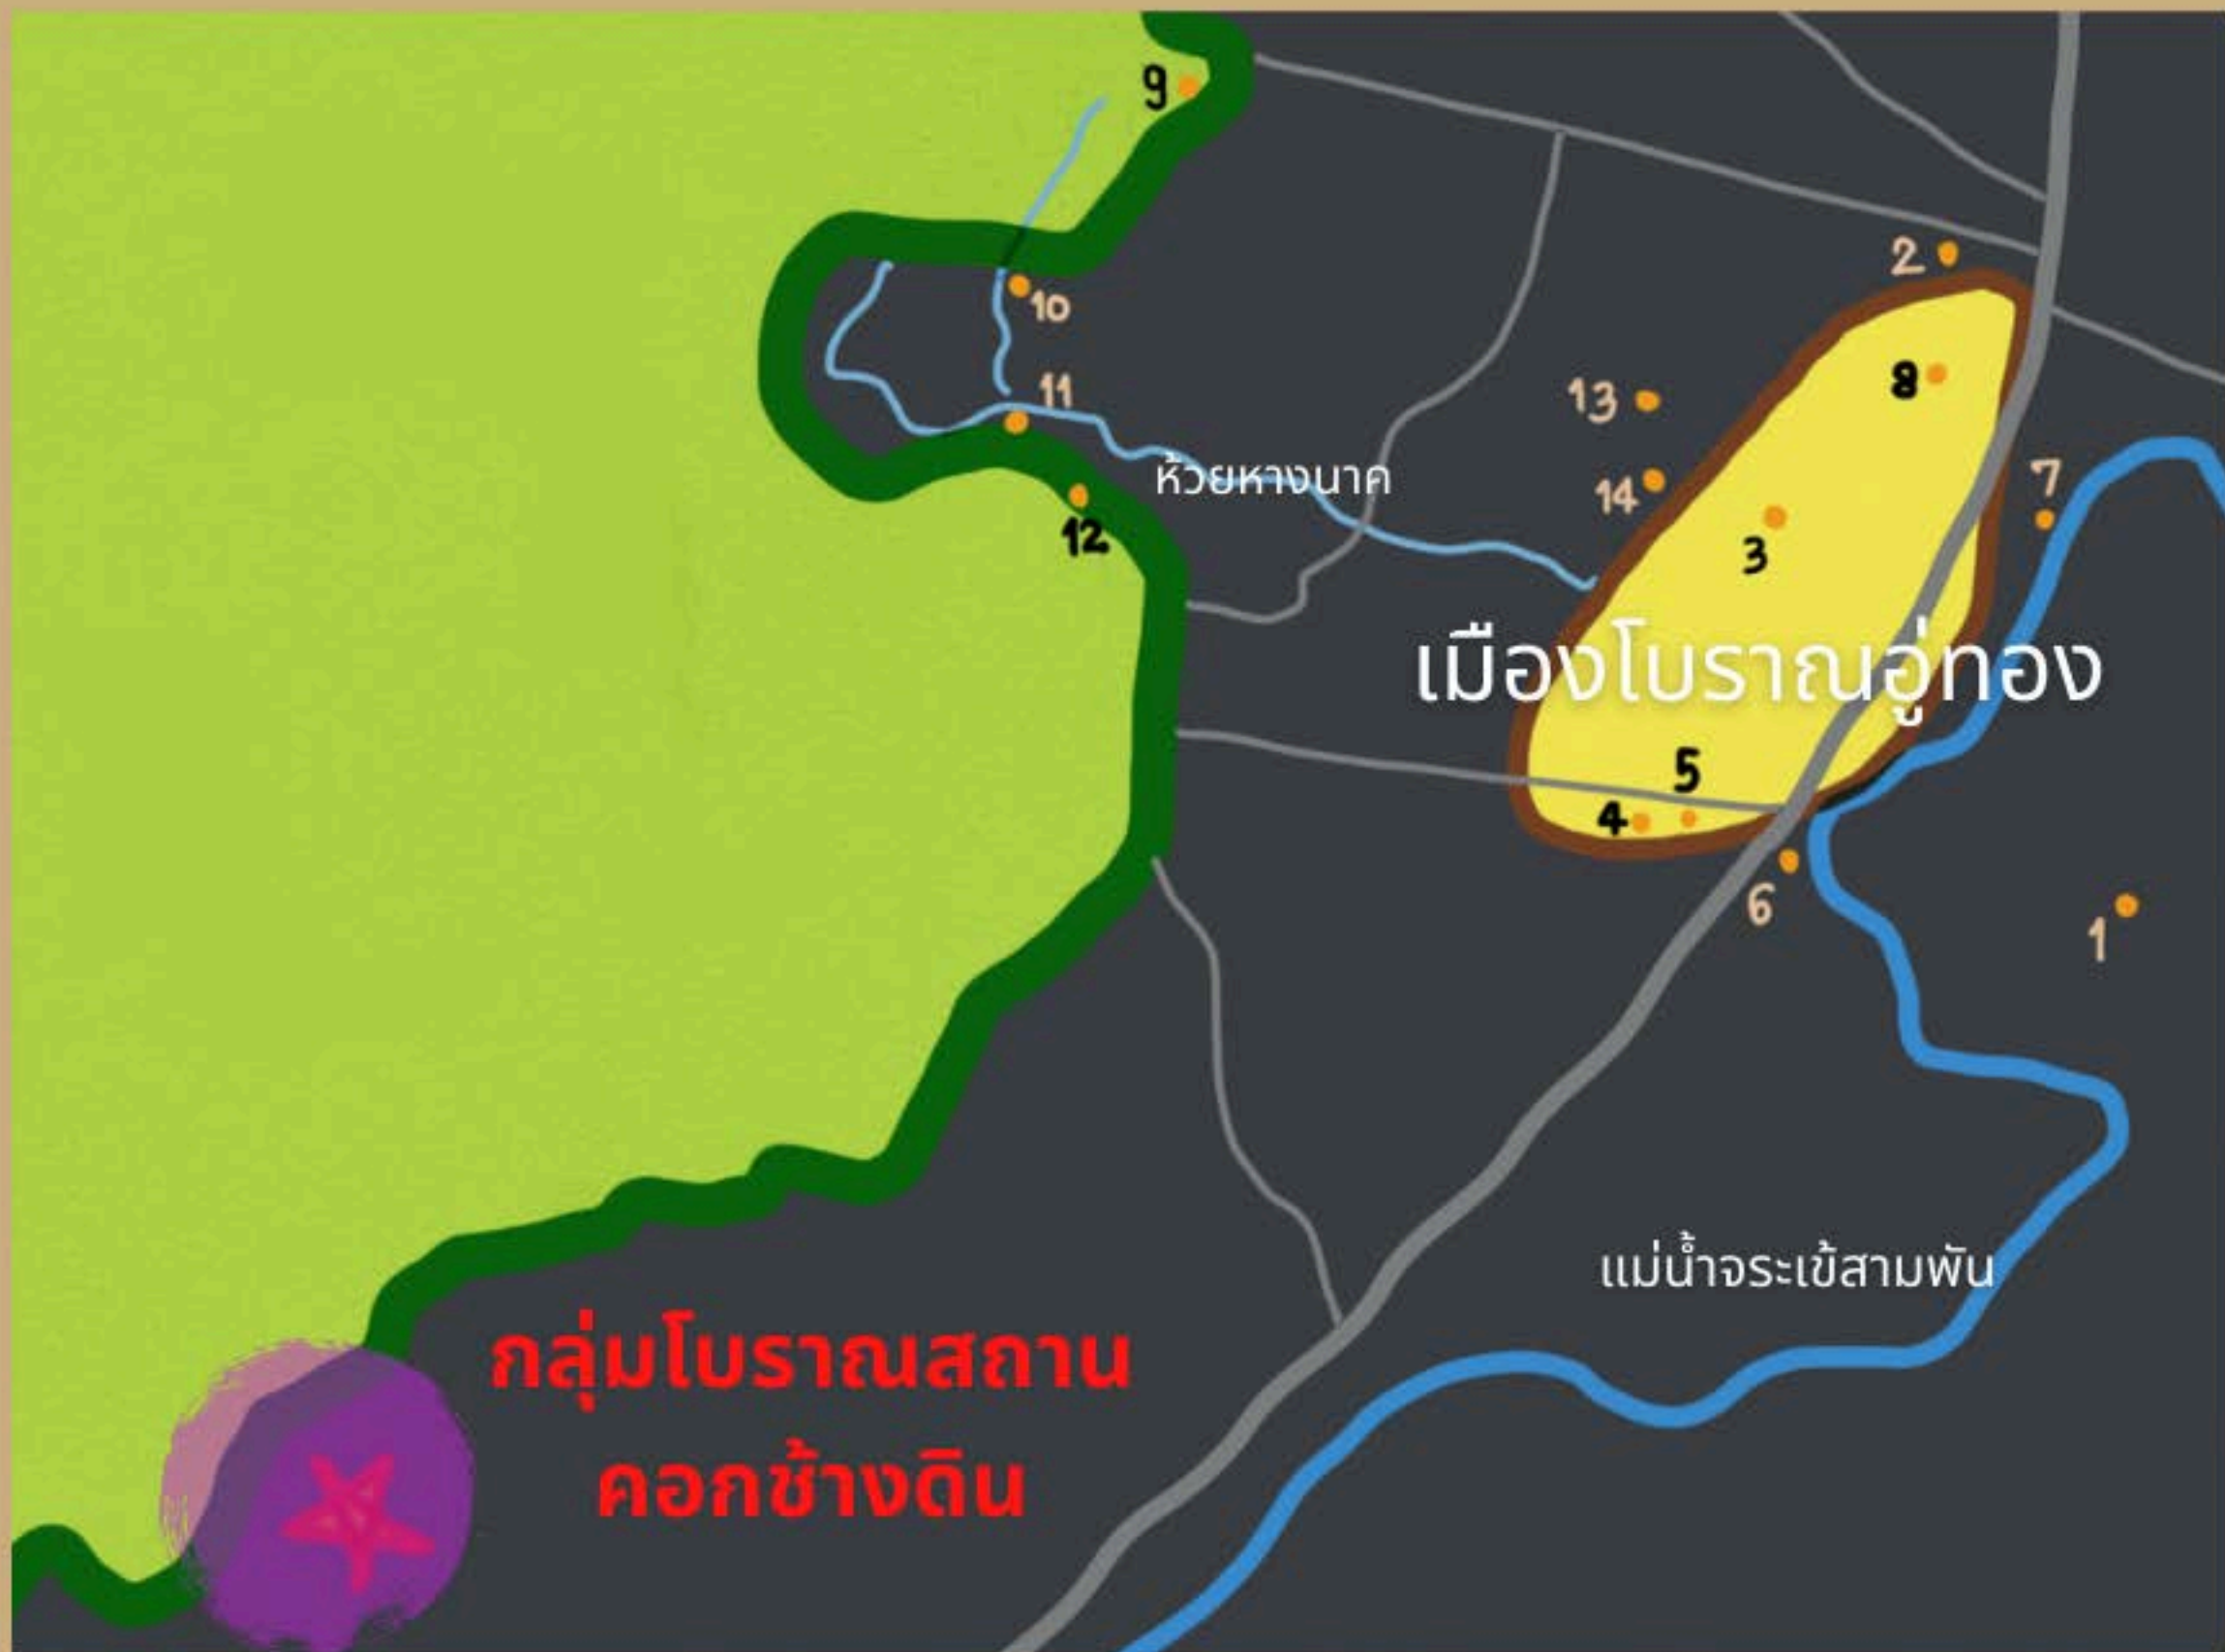 9
2
10
8
11
13
ห้วยหางนาค
7
14
12
3
เมืองโบราณอู่ทอง
5
4
6
1
แม่น้ำจระเข้สามพัน
กลุ่มโบราณสถาน
คอกช้างดิน